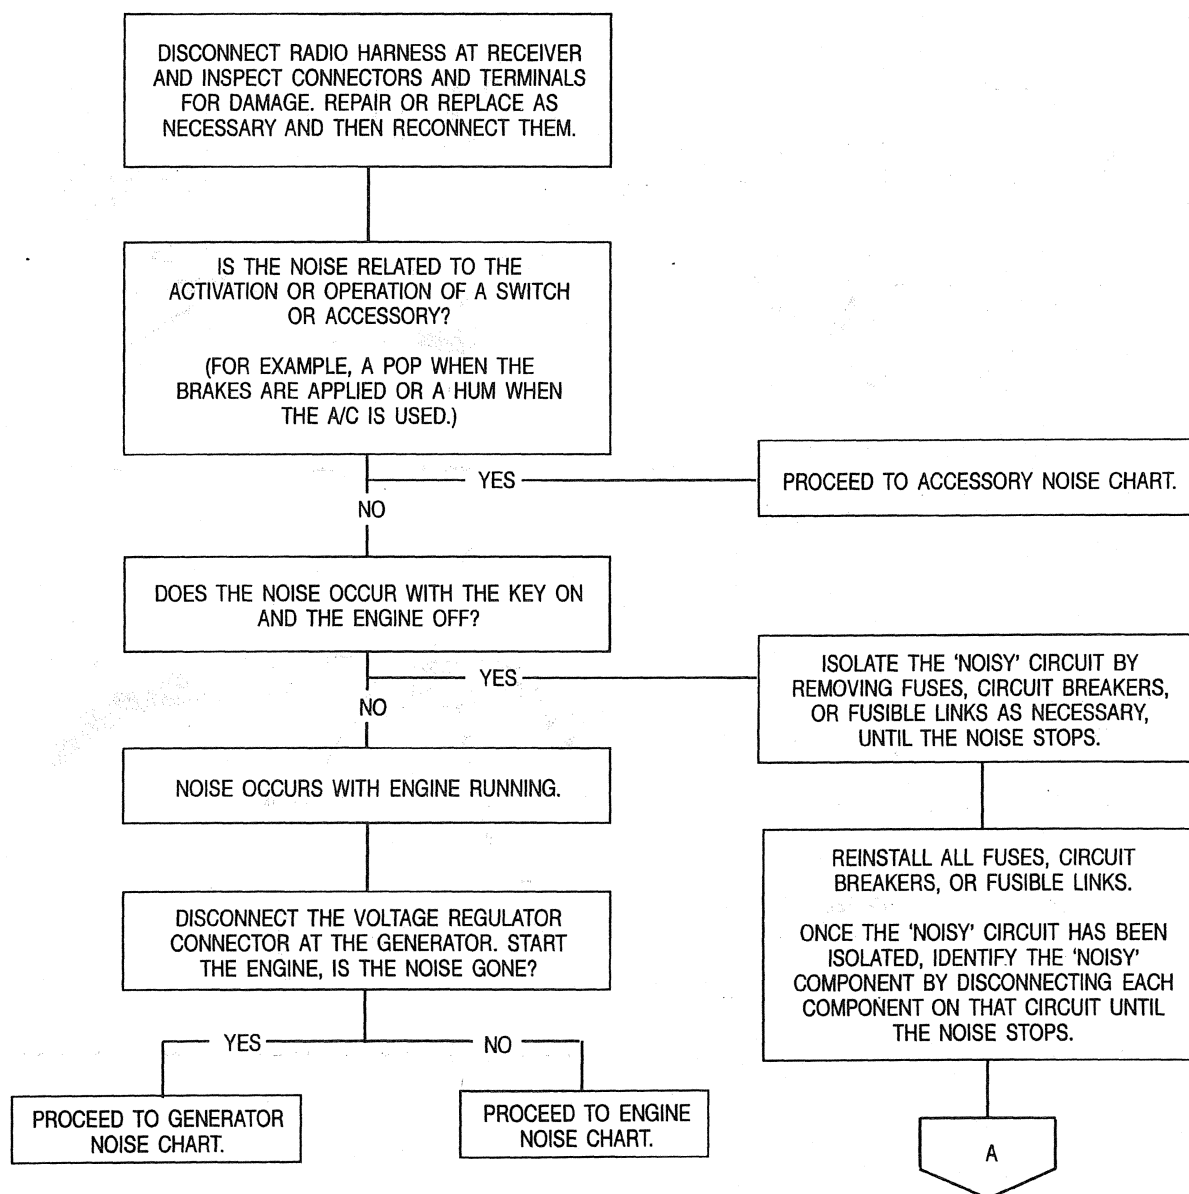 DISCONNECT RADIO HARNESS AT RECEIVER
AND INSPECT CONNECTORS AND TERMINALS
FOR DAMAGE. REPAIR OR REPLACE AS
NECESSARY AND THEN RECONNECT THEM.
IS THE NOISE RELATED TO THE
ACTIVATION OR OPERATION OF A SWITCH
OR ACCESSORY?
(FOR EXAMPLE, A POP WHEN THE
BRAKES ARE APPLIED OR A HUM WHEN
THE A/C IS USED.)
YES
PROCEED TO ACCESSORY NOISE CHART.
NO
DOES THE NOISE OCCUR WITH THE KEY ON
AND THE ENGINE OFF?
YES
ISOLATE THE 'NOISY' CIRCUIT BY
REMOVING FUSES, CIRCUIT BREAKERS,
OR FUSIBLE LINKS AS NECESSARY,
UNTIL THE NOISE STOPS.
NO
NOISE OCCURS WITH ENGINE RUNNING.
REINSTALL ALL FUSES, CIRCUIT
BREAKERS, OR FUSIBLE LINKS.
ONCE THE 'NOISY' CIRCUIT HAS BEEN
ISOLATED, IDENTIFY THE 'NOISY'
COMPONENT BY DISCONNECTING EACH
COMPONENT ON THAT CIRCUIT UNTIL
THE NOISE STOPS.
DISCONNECT THE VOLTAGE REGULATOR
CONNECTOR AT THE GENERATOR. START
THE ENGINE, IS THE NOISE GONE?
YES
NO
PROCEED TO GENERATOR
NOISE CHART.
PROCEED TO ENGINE
NOISE CHART.
A